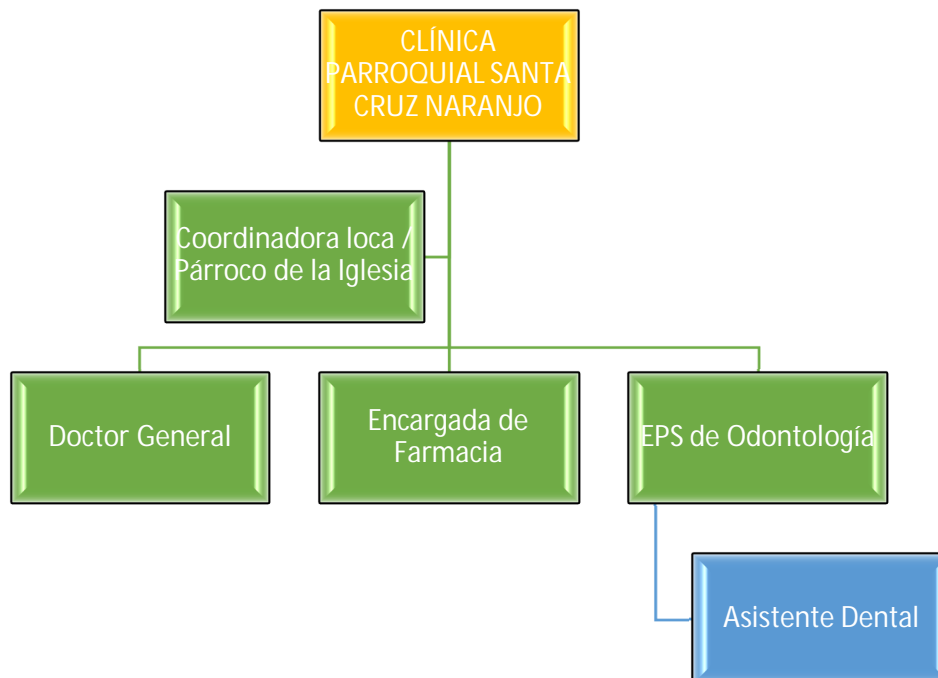 CLÍNICA
PARROQUIAL SANTA
CRUZ NARANJO
Coordinadora loca /
Párroco de la Iglesia
Doctor General
Encargada de
Farmacia
EPS de Odontología
Asistente Dental